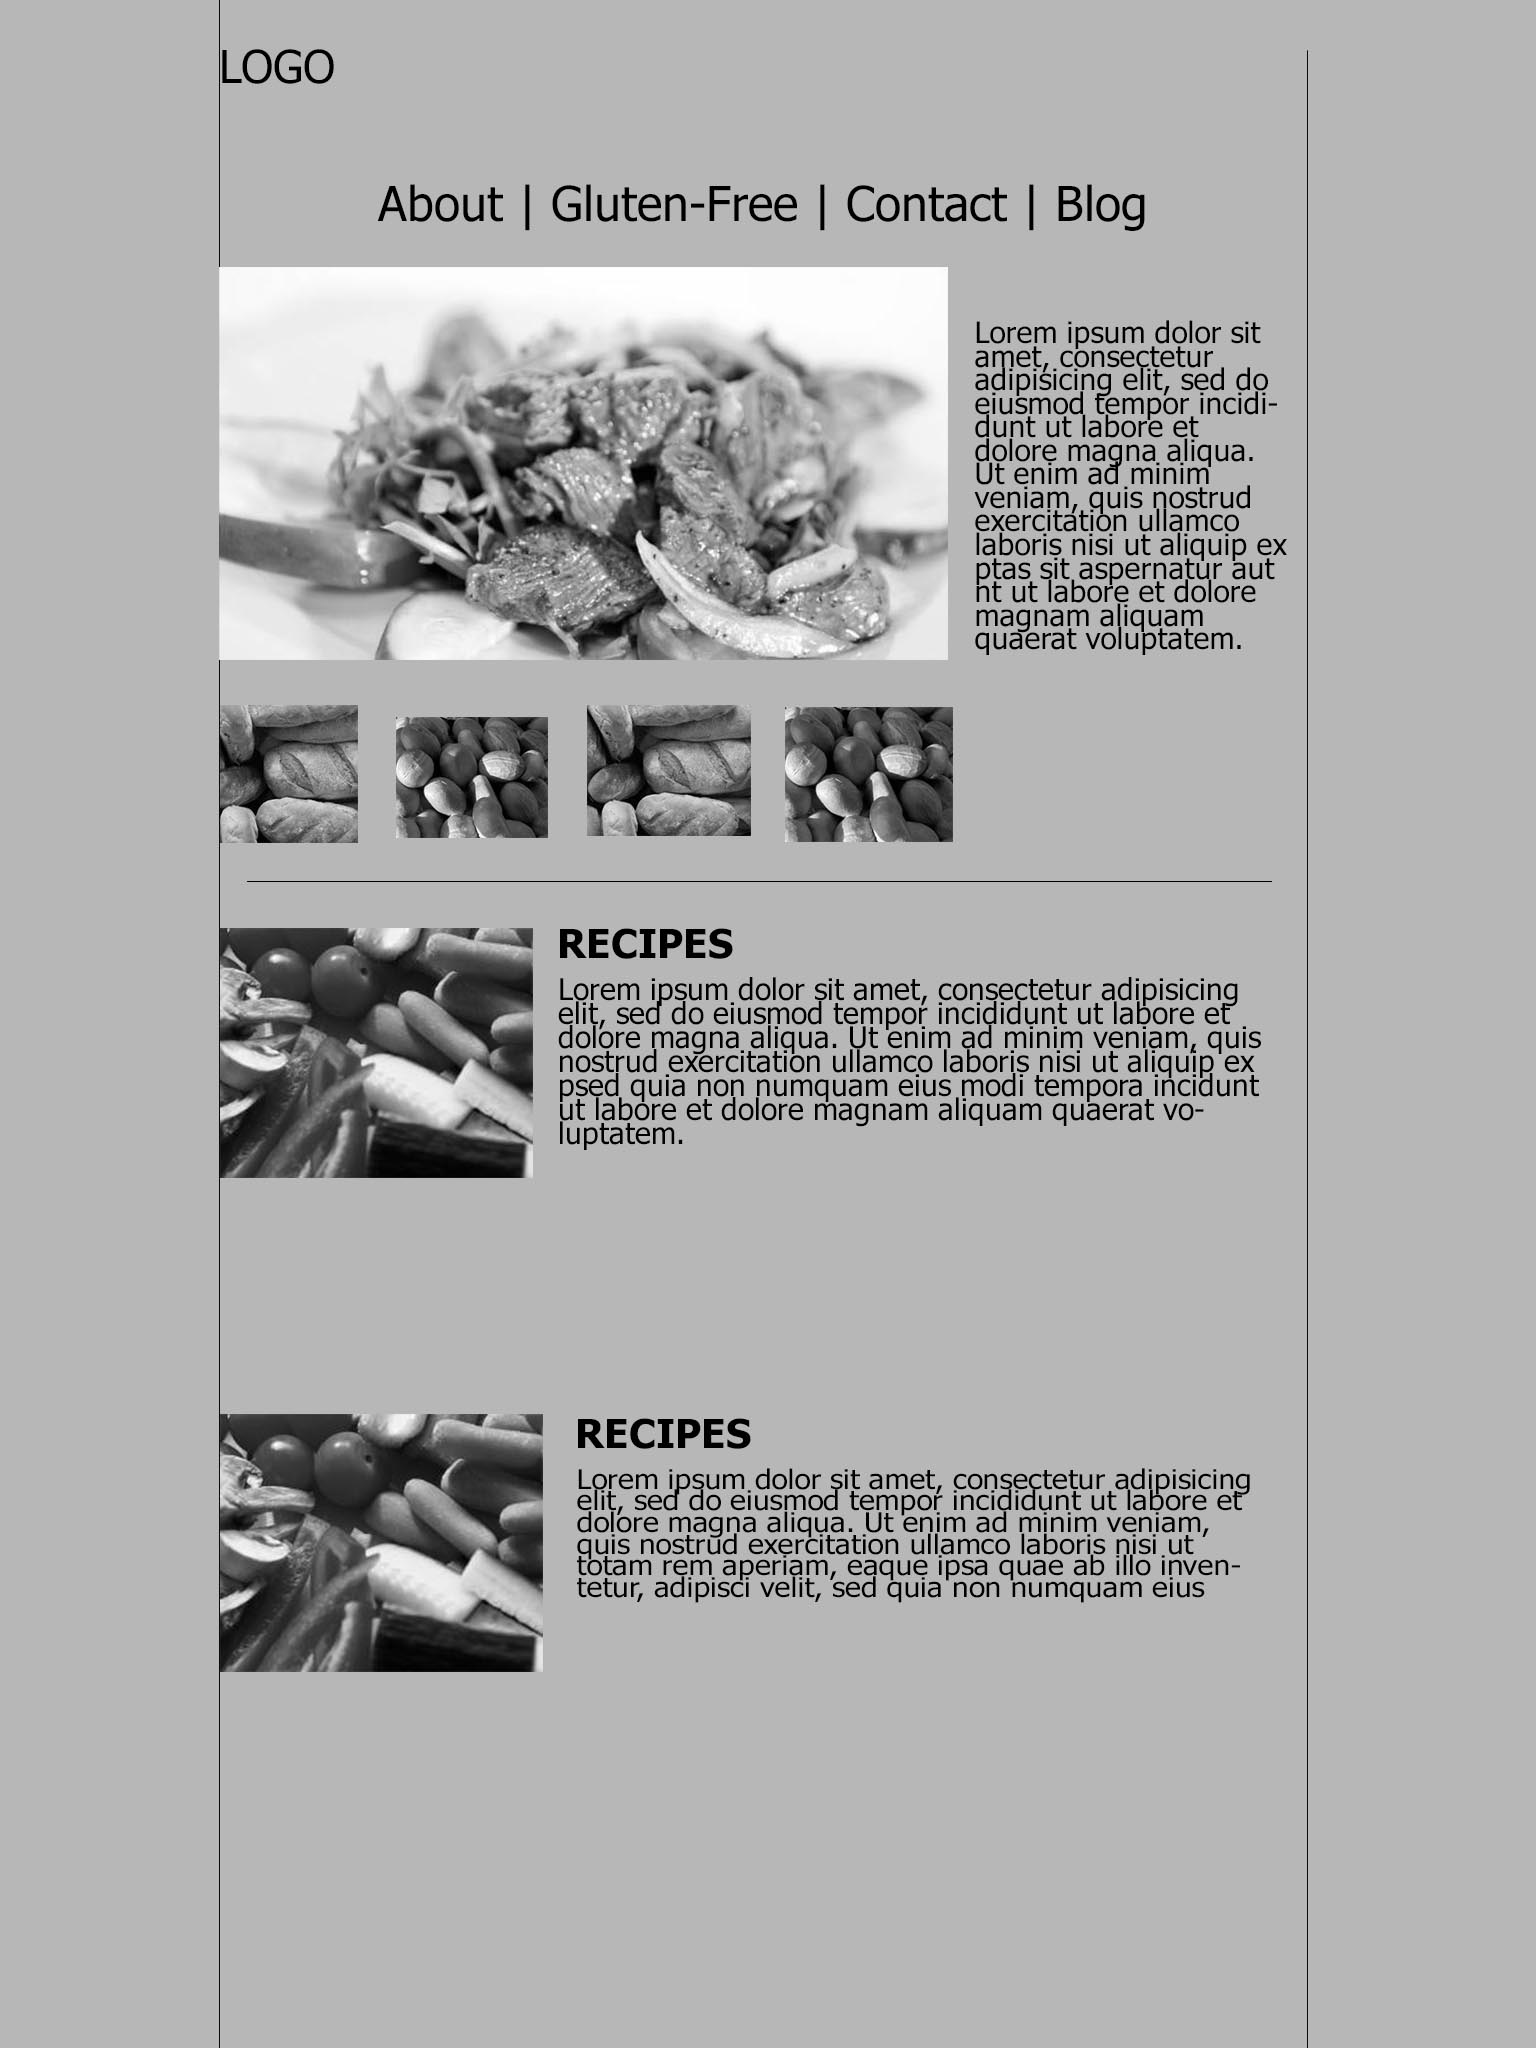 LOGO
About | Gluten-Free | Contact | Blog
Lorem ipsum dolor sit
amet, consectetur
adipisicing elit, sed do
eiusmod tempor incidi-
dunt ut labore et
dolore magna aliqua.
Ut enim ad minim
veniam, quis nostrud
exercitation ullamco
laboris nisi ut aliquip ex
ptas sit aspernatur aut
nt ut labore et dolore
magnam aliquam
quaerat voluptatem.
RECIPES
Lorem ipsum dolor sit amet, consectetur adipisicing
elit, sed do eiusmod tempor incididunt ut labore et
dolore magna aliqua. Ut enim ad minim veniam, quis
nostrud exercitation ullamco laboris nisi ut aliquip ex
psed quia non numquam eius modi tempora incidunt
ut labore et dolore magnam aliquam quaerat vo-
luptatem.
RECIPES
Lorem ipsum dolor sit amet, consectetur adipisicing
elit, sed do eiusmod tempor incididunt ut labore et
dolore magna aliqua. Ut enim ad minim veniam,
quis nostrud exercitation ullamco laboris nisi ut
totam rem aperiam, eaque ipsa quae ab illo inven-
tetur, adipisci velit, sed quia non numquam eius